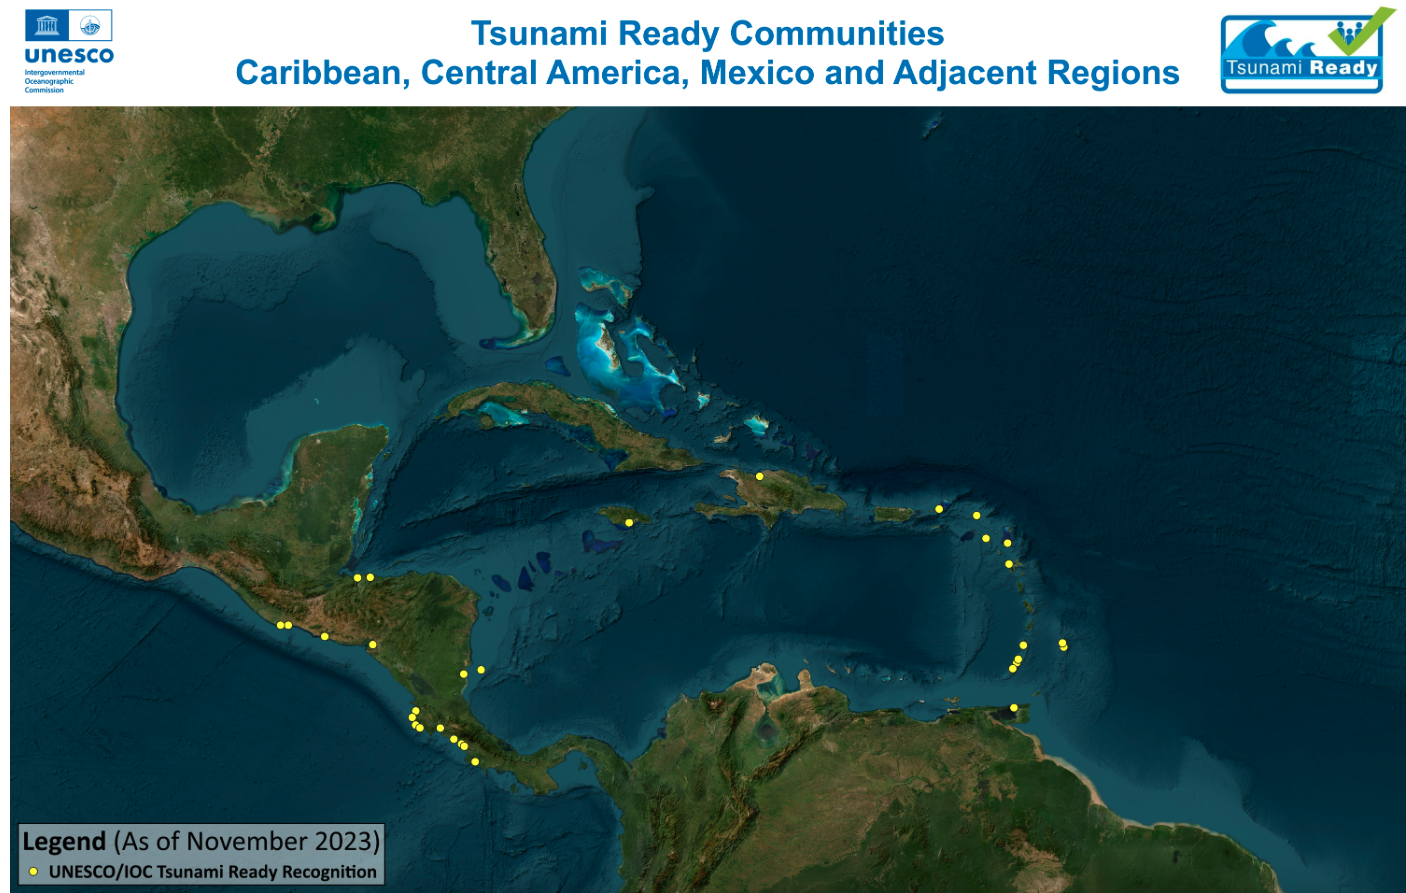 unesco
Intergovernmental
Oceanographic
Commission
Tsunami Ready Communities
Caribbean, Central America, Mexico and Adjacent Regions
Tsunami Ready
Legend (As of November 2023)
UNESCO/IOC Tsunami Ready Recognition